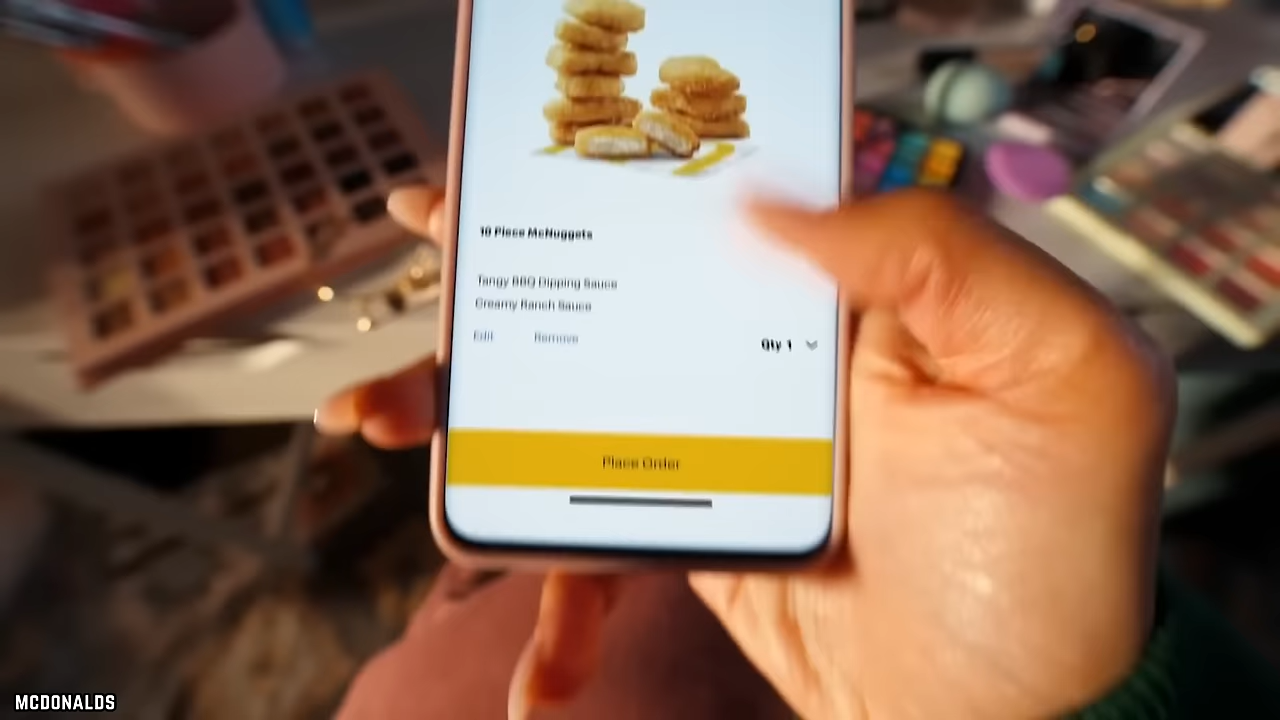 10 Piece McNuggets
Tangy BBQ Dipping Sauce
Creamy Ranch Sauce
Edit Remove Qty 1
Place Order
MCDONALDS